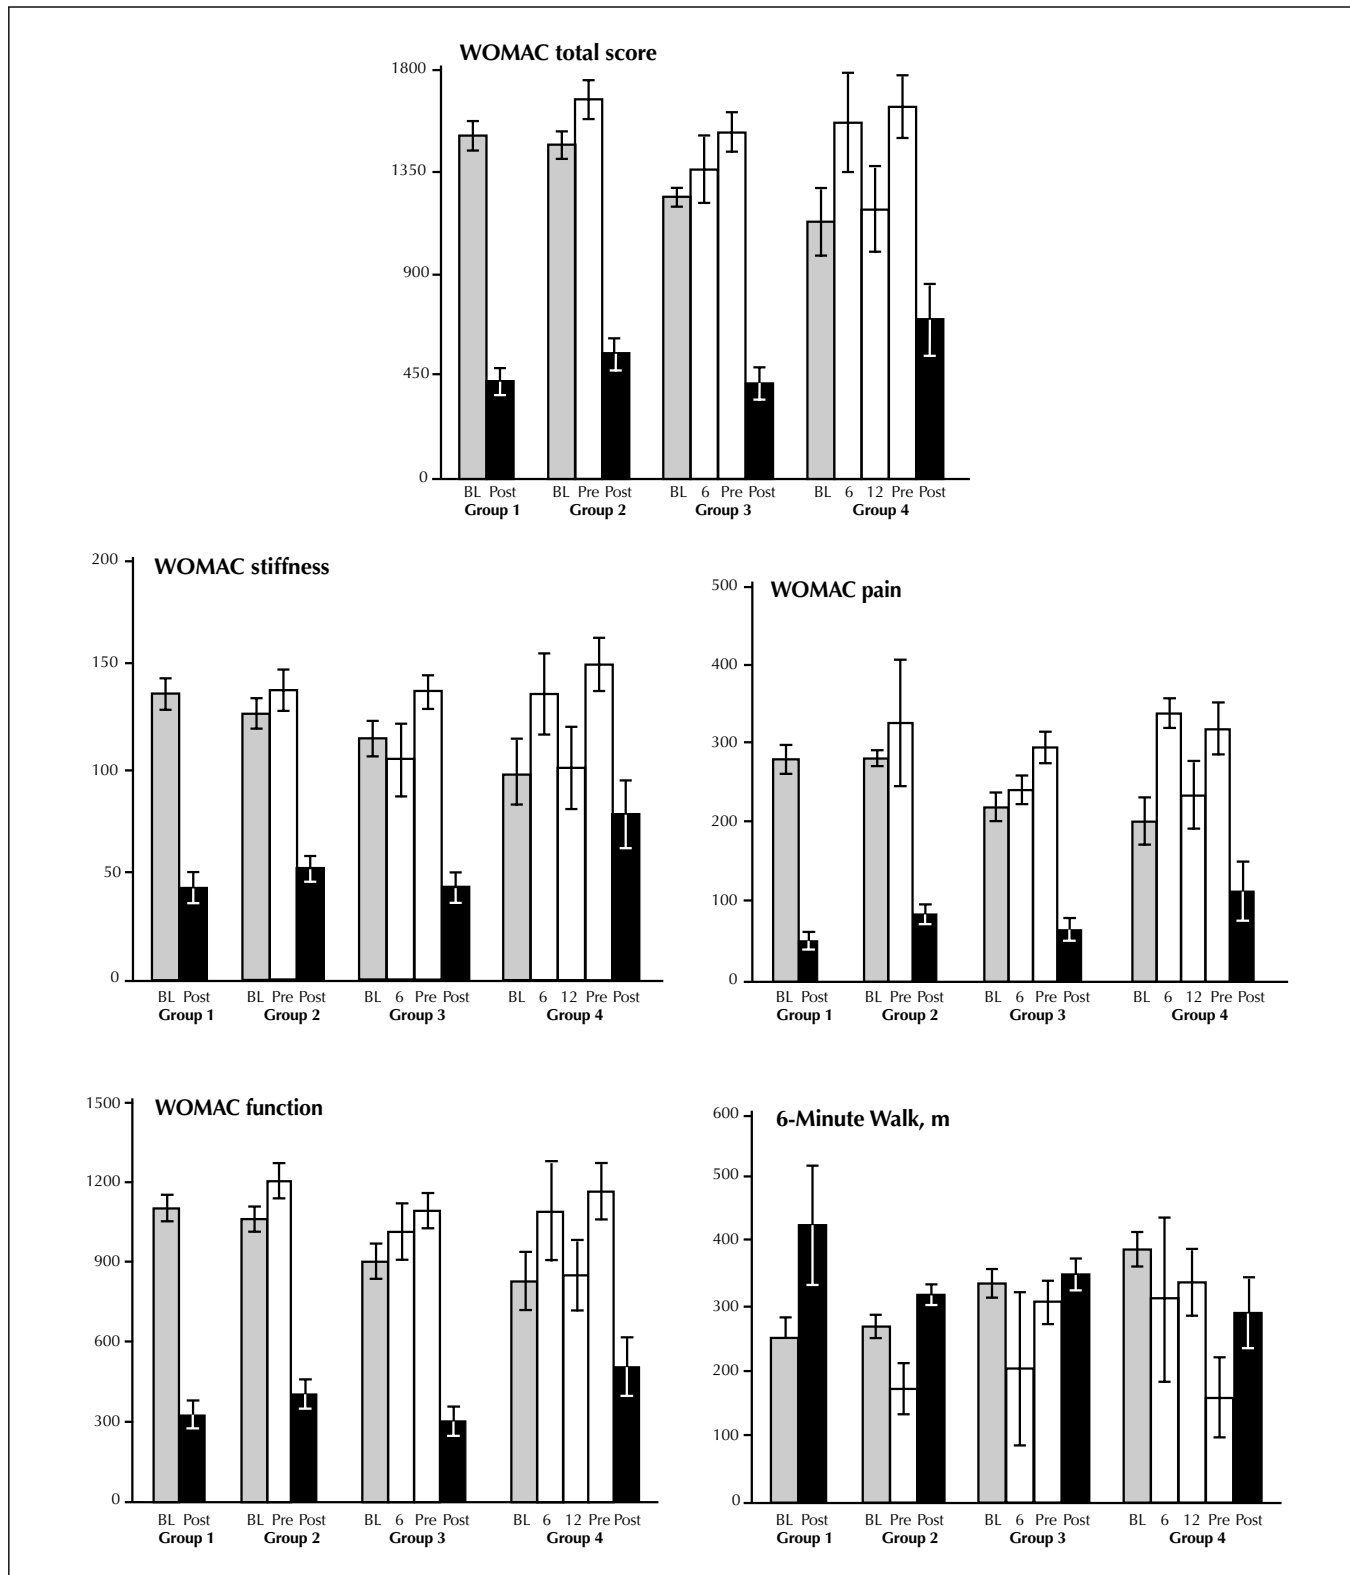 WOMAC total score
1800
1350
900
450
0
BL Post BL Pre Post BL 6 Pre Post BL 6 12 Pre Post
Group 1 Group 2 Group 3 Group 4
WOMAC stiffness
200
150
100
50
0
BL Post BL Pre Post BL 6 Pre Post BL 6 12 Pre Post
Group 1 Group 2 Group 3 Group 4
WOMAC pain
500
400
300
200
100
0
BL Post BL Pre Post BL 6 Pre Post BL 6 12 Pre Post
Group 1 Group 2 Group 3 Group 4
WOMAC function
1500
1200
900
600
300
0
BL Post BL Pre Post BL 6 Pre Post BL 6 12 Pre Post
Group 1 Group 2 Group 3 Group 4
6-Minute Walk, m
600
500
400
300
200
100
0
BL Post BL Pre Post BL 6 Pre Post BL 6 12 Pre Post
Group 1 Group 2 Group 3 Group 4